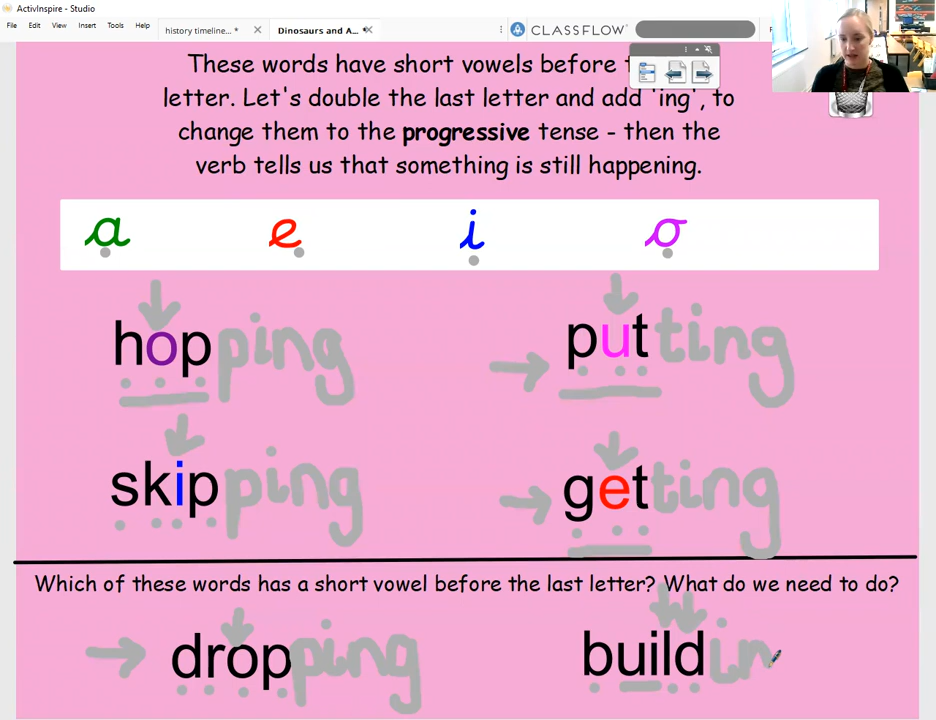 ActivInspire - Studio
File Edit View Insert Tools Help
history timeline... *
Dinosaurs and A...
CLASSFLOW
These words have short vowels before
letter. Let's double the last letter and add 'ing', to
change them to the progressive tense - then the
verb tells us that something is still happening.
a e i o
hopping putting
skipping getting
Which of these words has a short vowel before the last letter? What do we need to do?
dropping buildin